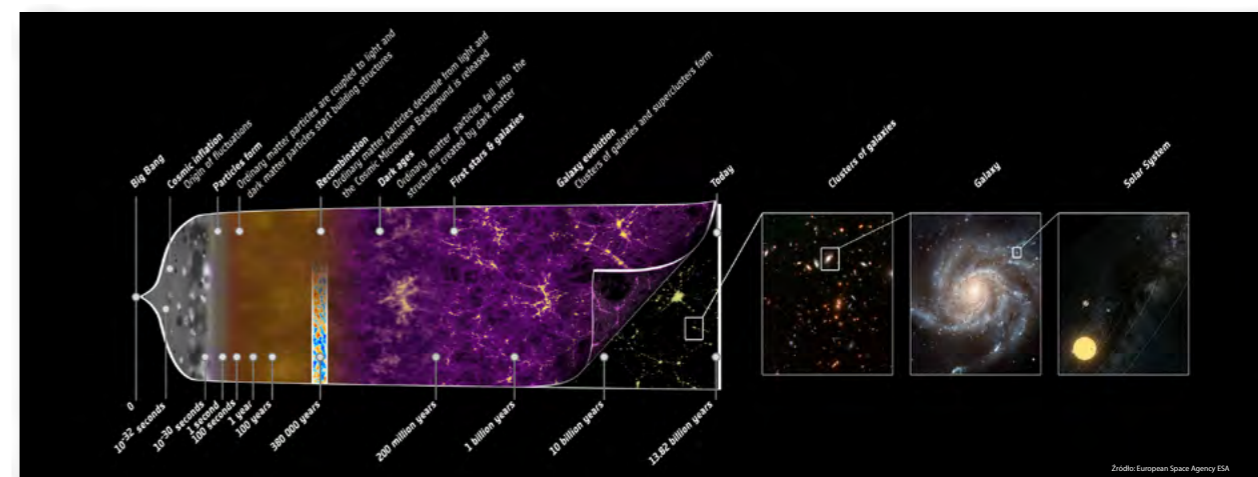 Big Bang
Cosmic inflation
Origin of fluctuations
Particles form
Ordinary matter particles are coupled to light and
dark matter particles start building structures
Recombination
Ordinary matter particles decouple from light and
the Cosmic Microwave Background is released
Dark ages
Ordinary matter particles fall into the
structures created by dark matter
First stars & galaxies
Galaxy evolution
Clusters of galaxies and superclusters form
Today
Clusters of galaxies
Galaxy
Solar System
0
10⁻³² seconds
10⁻³⁰ seconds
1 second
100 seconds
1 year
100 years
380 000 years
200 million years
1 billion years
10 billion years
13.82 billion years
Źródło: European Space Agency ESA